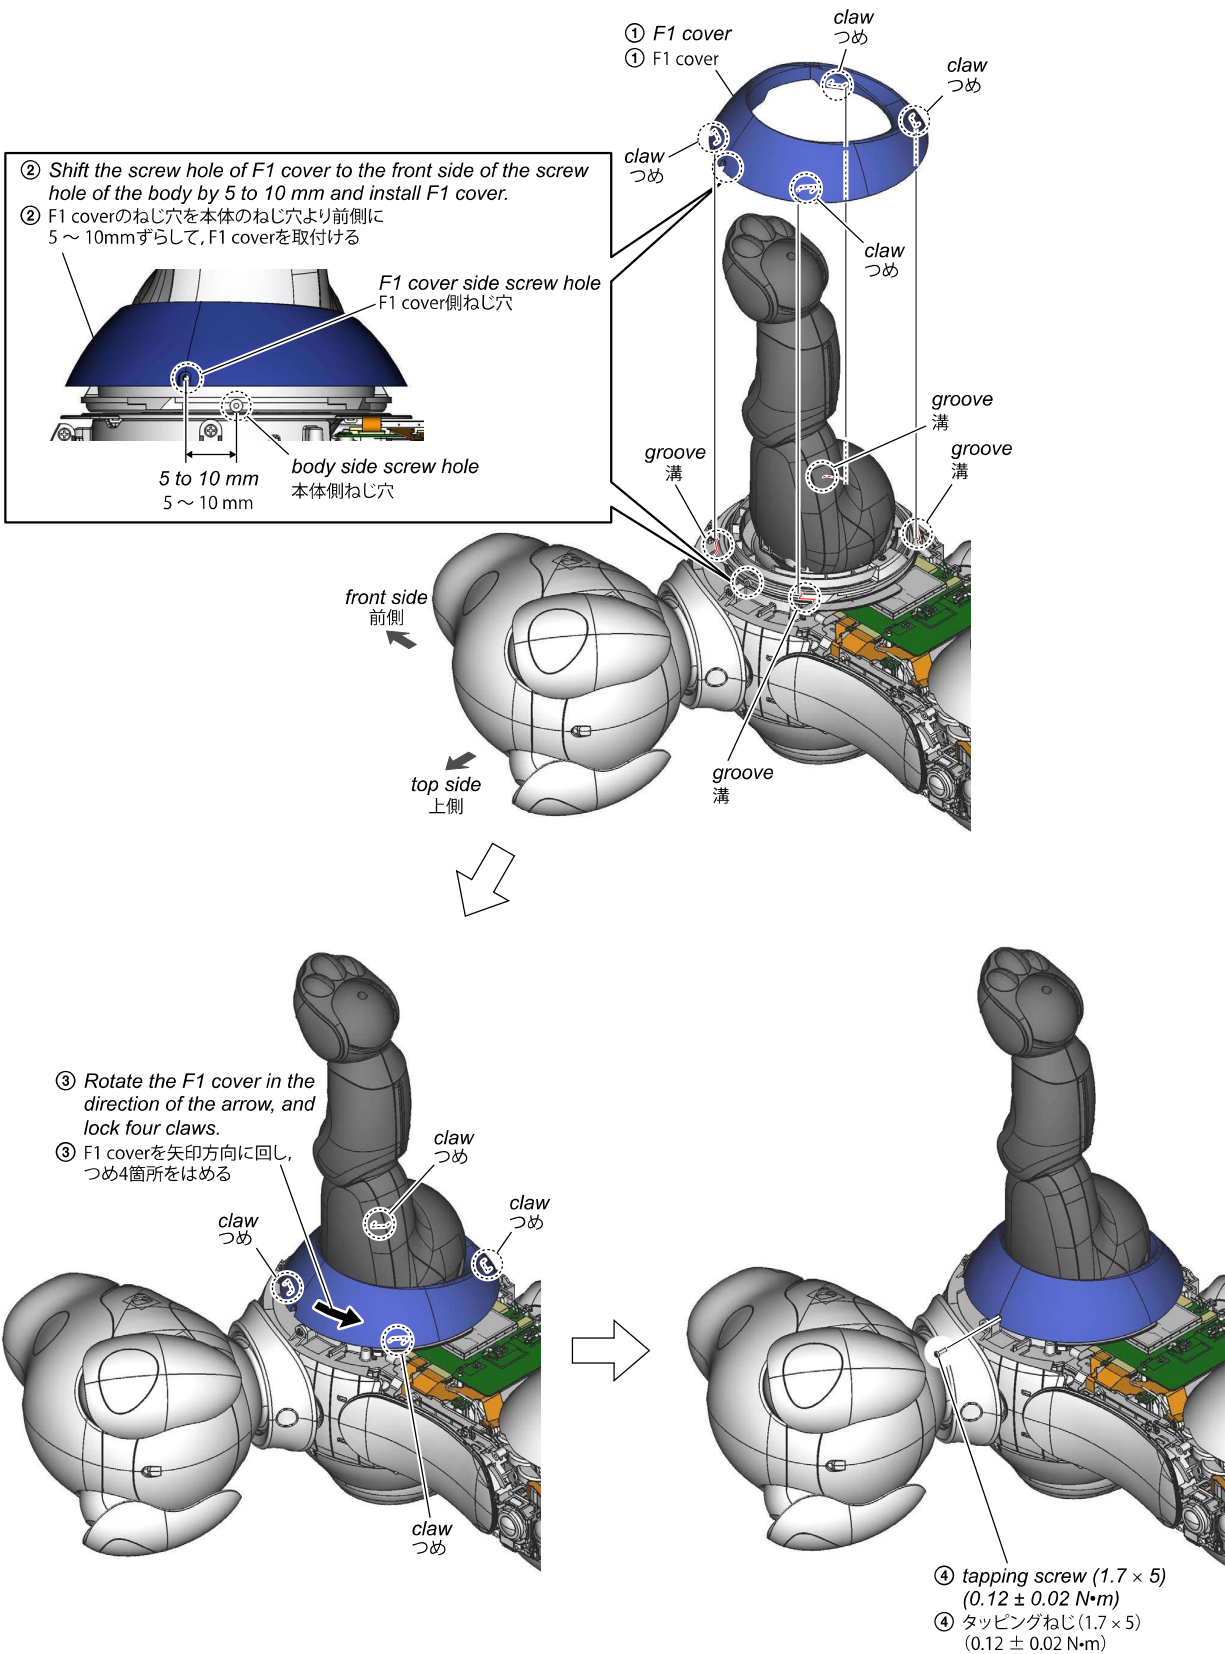 ① F1 cover
① F1 cover
claw
つめ
claw
つめ
claw
つめ
claw
つめ
② Shift the screw hole of F1 cover to the front side of the screw
hole of the body by 5 to 10 mm and install F1 cover.
② F1 coverのねじ穴を本体のねじ穴より前側に
5 ～ 10mmずらして, F1 coverを取付ける
F1 cover side screw hole
F1 cover側ねじ穴
5 to 10 mm
5 ～ 10 mm
body side screw hole
本体側ねじ穴
groove
溝
groove
溝
groove
溝
front side
前側
top side
上側
groove
溝
③ Rotate the F1 cover in the
direction of the arrow, and
lock four claws.
③ F1 coverを矢印方向に回し,
つめ4箇所をはめる
claw
つめ
claw
つめ
claw
つめ
claw
つめ
④ tapping screw (1.7 × 5)
(0.12 ± 0.02 N•m)
④ タッピングねじ（1.7 × 5）
（0.12 ± 0.02 N•m）